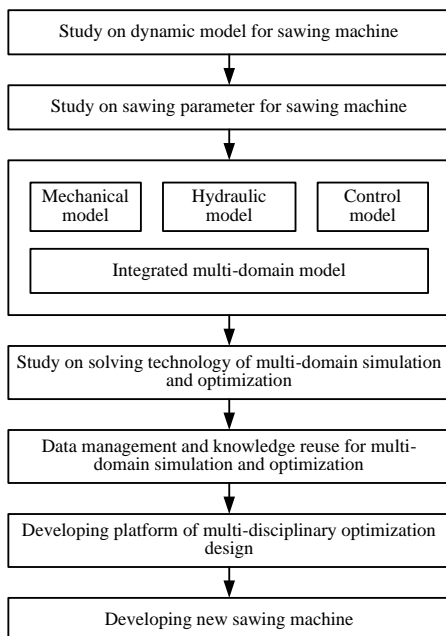 Study on dynamic model for sawing machine
Study on sawing parameter for sawing machine
Mechanical
model
Hydraulic
model
Control
model
Integrated multi-domain model
Study on solving technology of multi-domain simulation
and optimization
Data management and knowledge reuse for multi-
domain simulation and optimization
Developing platform of multi-disciplinary optimization
design
Developing new sawing machine